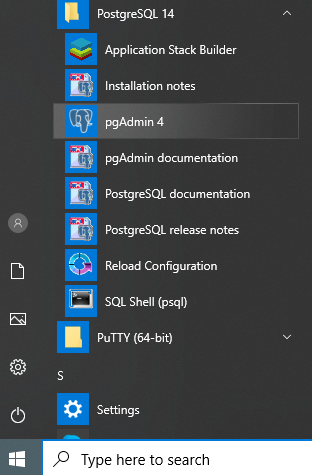 PostgreSQL 14
Application Stack Builder
Installation notes
pgAdmin 4
pgAdmin documentation
PostgreSQL documentation
PostgreSQL release notes
Reload Configuration
SQL Shell (psql)
PuTTY (64-bit)
S
Settings
Type here to search